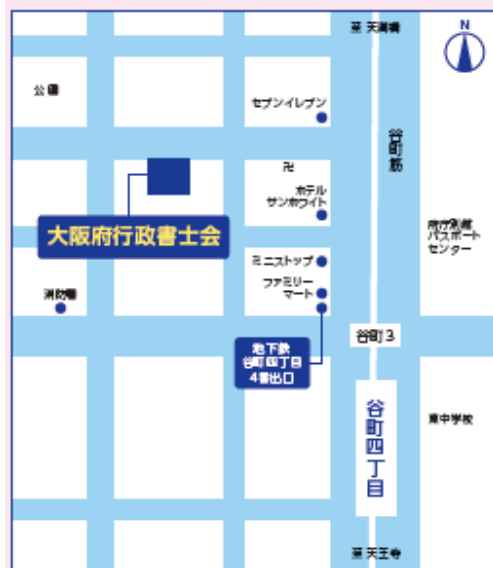 至 天満橋
N
公園
セブンイレブン
谷町筋
卍
ホテル
サンホワイト
大阪府行政書士会
府庁別館
パスポート
センター
ミニストップ
ファミリー
マート
消防署
地下鉄
谷町四丁目
4番出口
谷町3
谷町四丁目
東中学校
至 天王寺